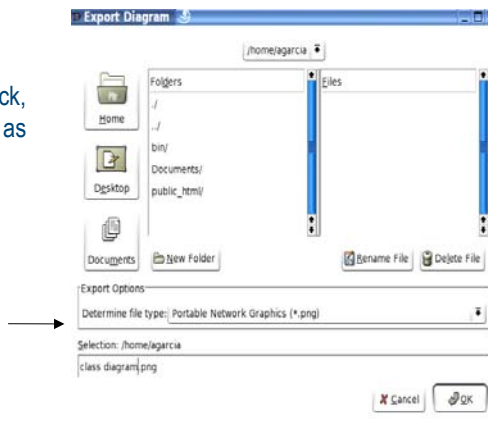 Export Diagram
/home/agarcia
ck,
as
Home
Desktop
Documents
Folders
./
../
bin/
Documents/
public_html/
Files
New Folder
Rename File
Delete File
Export Options
Determine file type: Portable Network Graphics (*.png)
Selection: /home/agarcia
class diagram.png
Cancel
OK